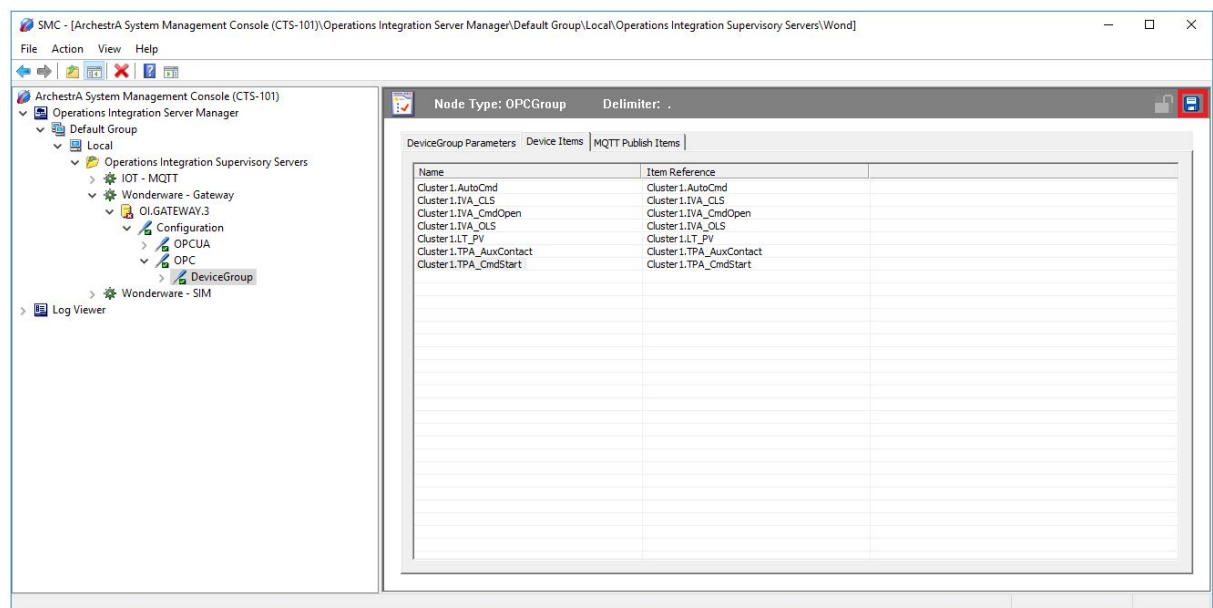 SMC - [ArchestrA System Management Console (CTS-101)\Operations Integration Server Manager\Default Group\Local\Operations Integration Supervisory Servers\Wond]
File Action View Help
ArchestrA System Management Console (CTS-101)
Operations Integration Server Manager
Default Group
Local
Operations Integration Supervisory Servers
IOT - MQTT
Wonderware - Gateway
OI.GATEWAY.3
Configuration
OPCUA
OPC
DeviceGroup
Wonderware - SIM
Log Viewer
Node Type: OPCGroup Delimiter: .
DeviceGroup Parameters Device Items MQTT Publish Items
Name Item Reference
Cluster1.AutoCmd Cluster1.AutoCmd
Cluster1.IVA_CLS Cluster1.IVA_CLS
Cluster1.IVA_CmdOpen Cluster1.IVA_CmdOpen
Cluster1.IVA_OLS Cluster1.IVA_OLS
Cluster1.LT_PV Cluster1.LT_PV
Cluster1.TPA_AuxContact Cluster1.TPA_AuxContact
Cluster1.TPA_CmdStart Cluster1.TPA_CmdStart